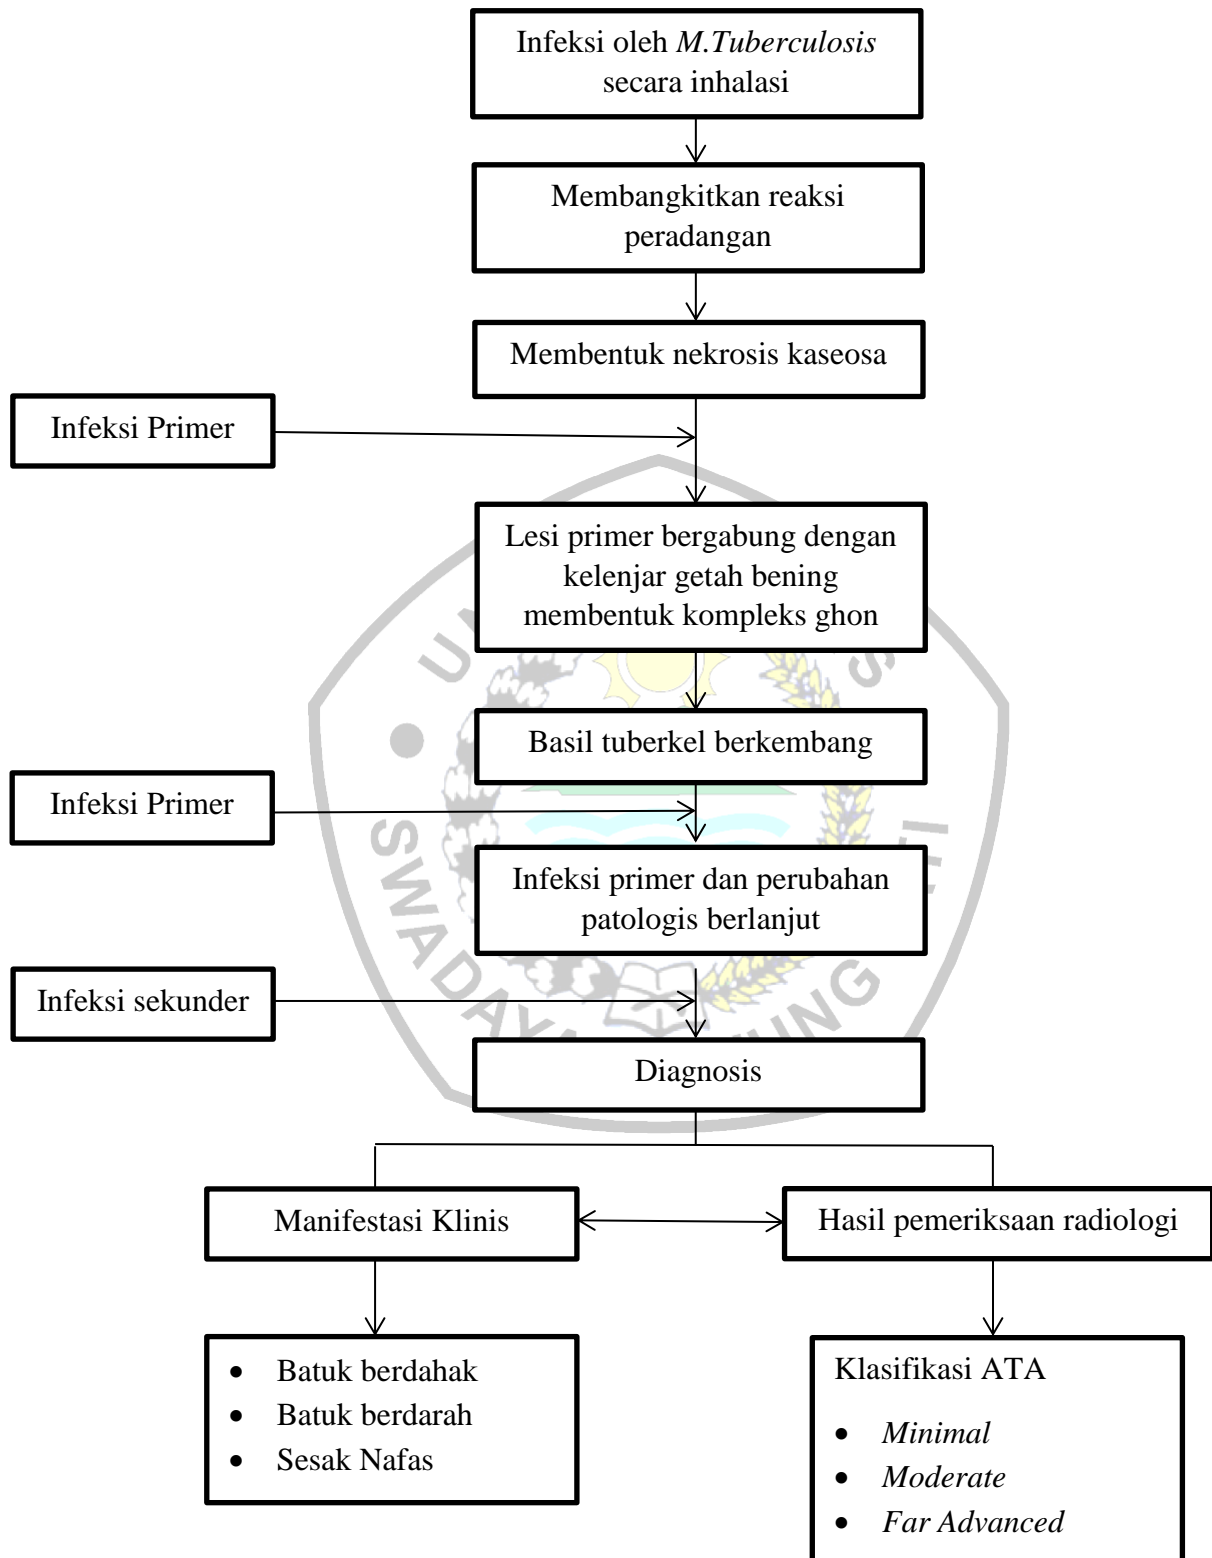 Infeksi oleh M.Tuberculosis
secara inhalasi
Membangkitkan reaksi
peradangan
Membentuk nekrosis kaseosa
Infeksi Primer
Lesi primer bergabung dengan
kelenjar getah bening
membentuk kompleks ghon
Basil tuberkel berkembang
Infeksi Primer
Infeksi primer dan perubahan
patologis berlanjut
Infeksi sekunder
Diagnosis
Manifestasi Klinis
Hasil pemeriksaan radiologi
• Batuk berdahak
• Batuk berdarah
• Sesak Nafas
Klasifikasi ATA
• Minimal
• Moderate
• Far Advanced